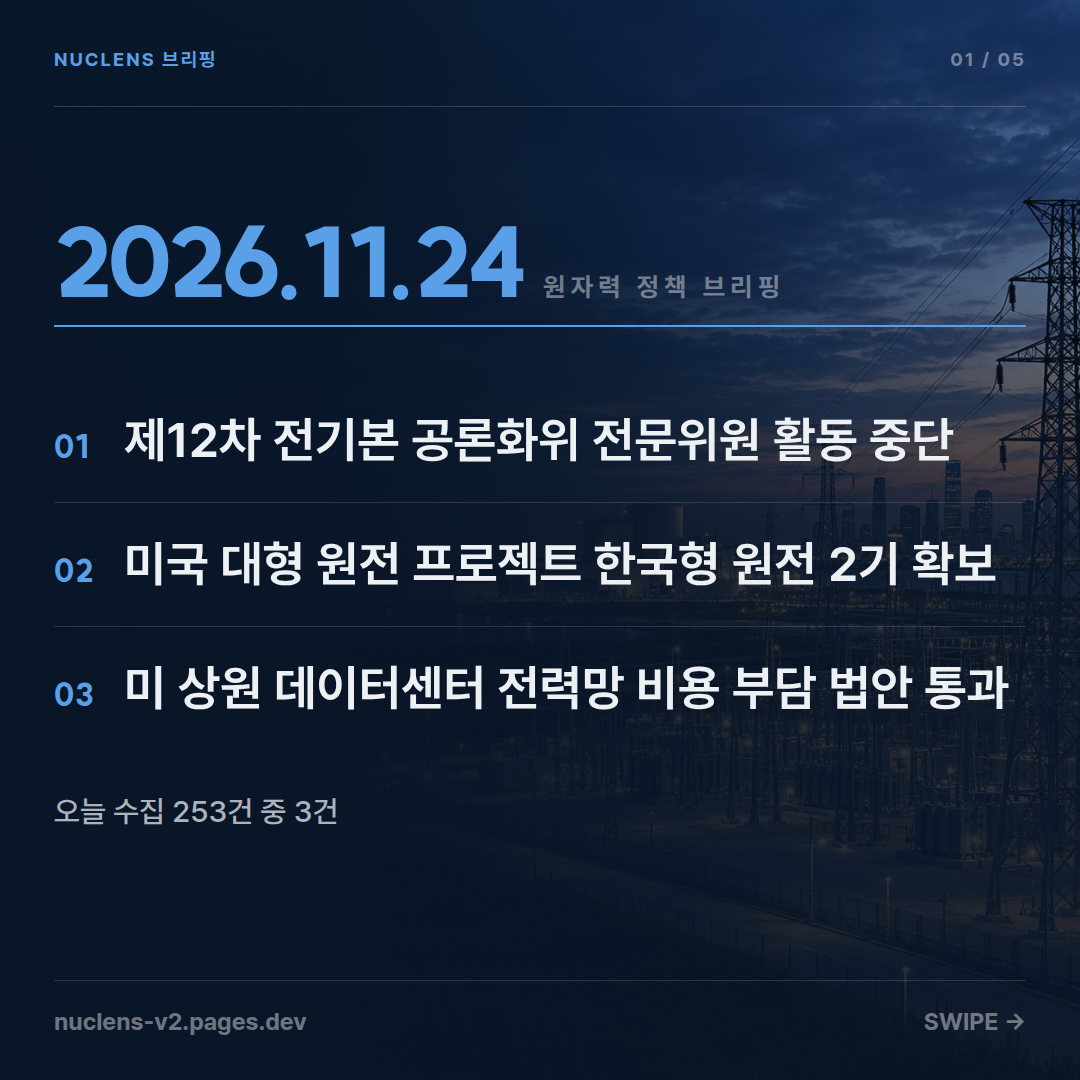 NUCLENS 브리핑
01 / 05
2026.11.24 원자력 정책 브리핑
01 제12차 전기본 공론화위 전문위원 활동 중단
02 미국 대형 원전 프로젝트 한국형 원전 2기 확보
03 미 상원 데이터센터 전력망 비용 부담 법안 통과
오늘 수집 253건 중 3건
nuclens-v2.pages.dev
SWIPE →